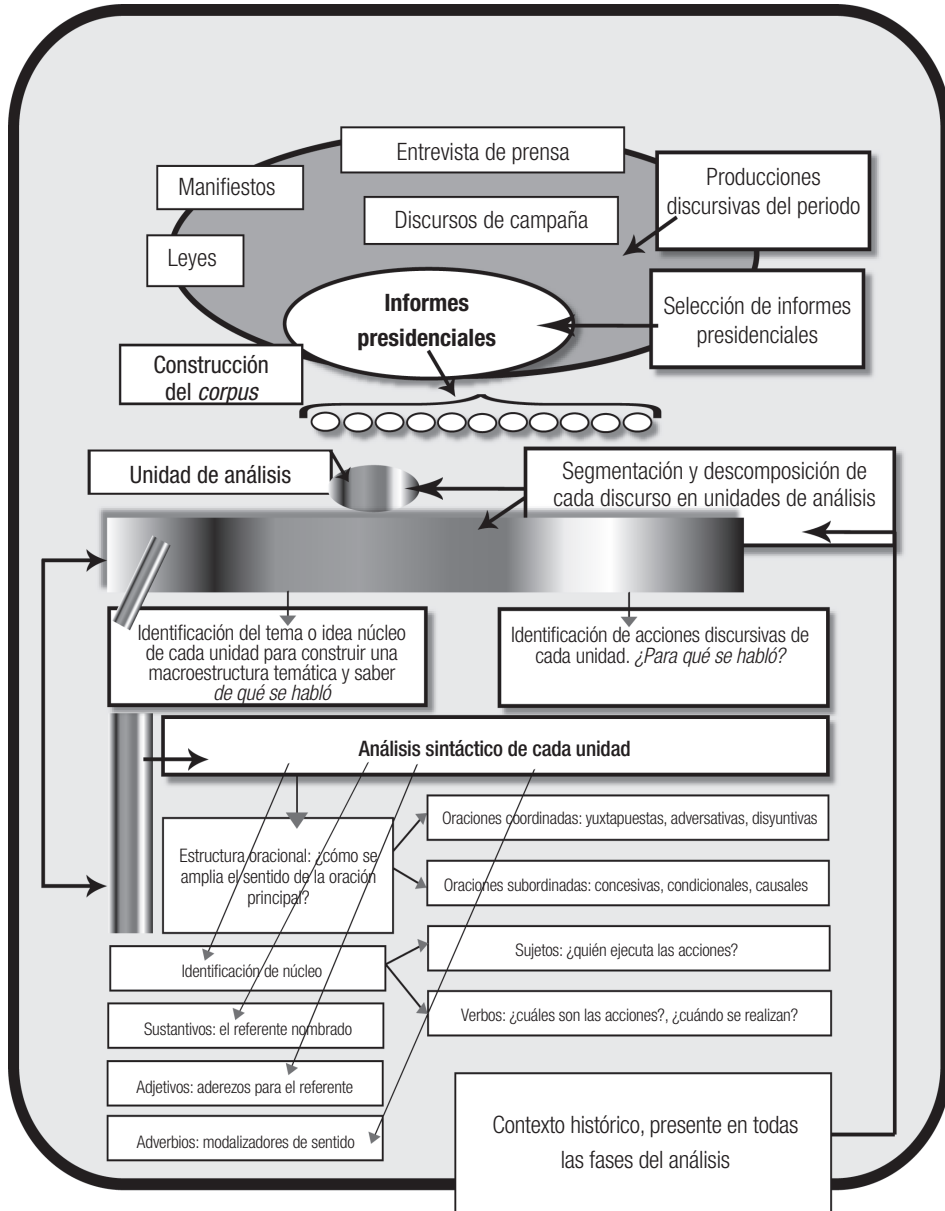 Entrevista de prensa
Manifiestos
Producciones
discursivas del periodo
Discursos de campaña
Leyes
Informes
presidenciales
Selección de informes
presidenciales
Construcción
del corpus
Unidad de análisis
Segmentación y descomposición de
cada discurso en unidades de análisis
Identificación del tema o idea núcleo
de cada unidad para construir una
macroestructura temática y saber
de qué se habló
Identificación de acciones discursivas de
cada unidad. ¿Para qué se habló?
Análisis sintáctico de cada unidad
Estructura oracional: ¿cómo se
amplia el sentido de la oración
principal?
Oraciones coordinadas: yuxtapuestas, adversativas, disyuntivas
Oraciones subordinadas: concesivas, condicionales, causales
Identificación de núcleo
Sujetos: ¿quién ejecuta las acciones?
Verbos: ¿cuáles son las acciones?, ¿cuándo se realizan?
Sustantivos: el referente nombrado
Adjetivos: aderezos para el referente
Adverbios: modalizadores de sentido
Contexto histórico, presente en todas
las fases del análisis